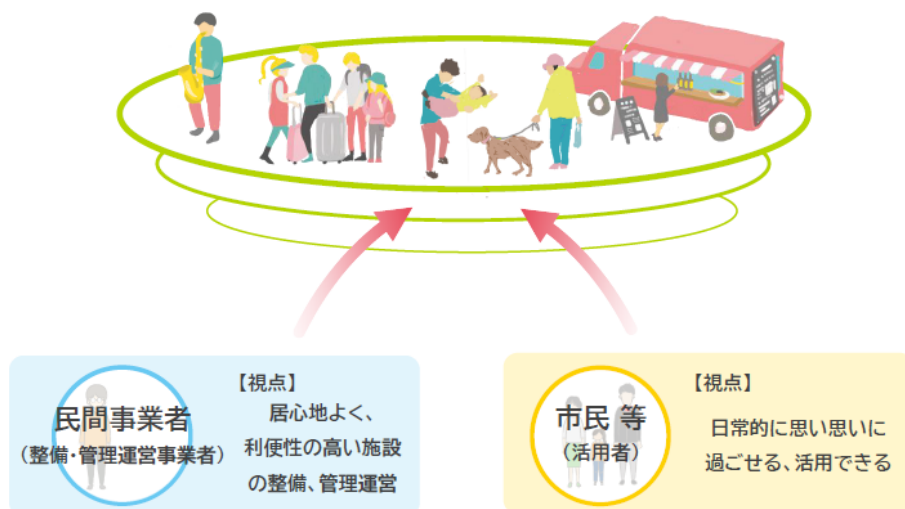 民間事業者
（整備・管理運営事業者）
【視点】
居心地よく、
利便性の高い施設
の整備、管理運営
市民 等
（活用者）
【視点】
日常的に思い思いに
過ごせる、活用できる